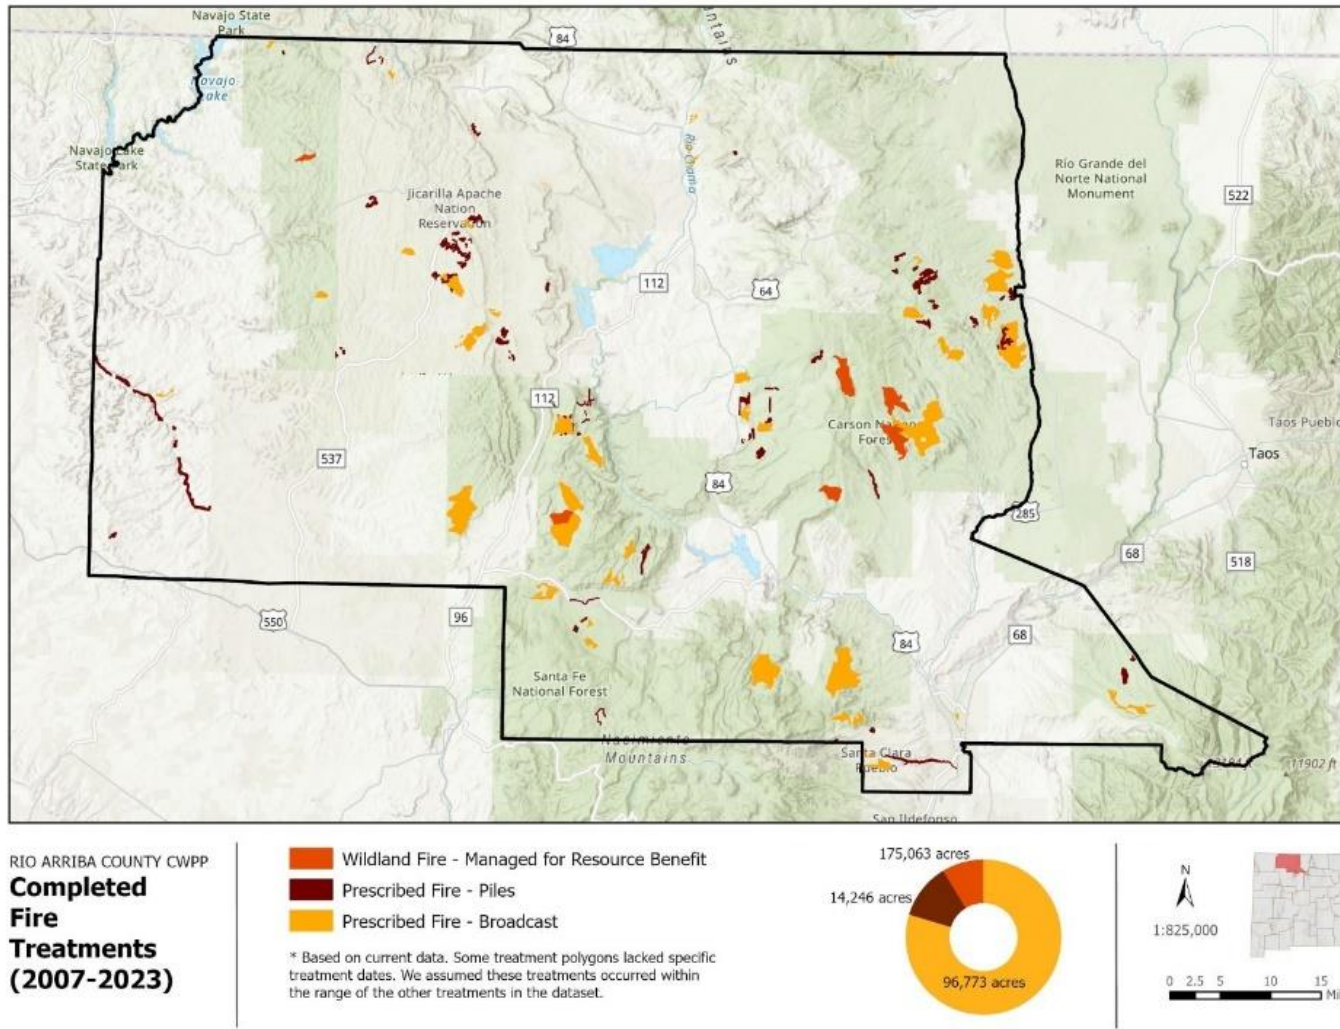 Navajo State
Park
84
Mountains
Navajo
Lake
Navajo Lake
State Park
Rio Chama
Rio Grande del
Norte National
Monument
522
Jicarilla Apache
Nation
Reservation
112
64
112
Carson National
Forest
Taos Pueblo
Taos
537
84
285
68
518
550
96
68
84
Santa Fe
National Forest
Nacimiento
Mountains
Santa Clara
Pueblo
11902 ft
San Ildefonso
RIO ARRIBA COUNTY CWPP
Completed
Fire
Treatments
(2007-2023)
Wildland Fire - Managed for Resource Benefit
Prescribed Fire - Piles
Prescribed Fire - Broadcast
* Based on current data. Some treatment polygons lacked specific
treatment dates. We assumed these treatments occurred within
the range of the other treatments in the dataset.
175,063 acres
14,246 acres
96,773 acres
N
1:825,000
0 2.5 5 10 15
Mi